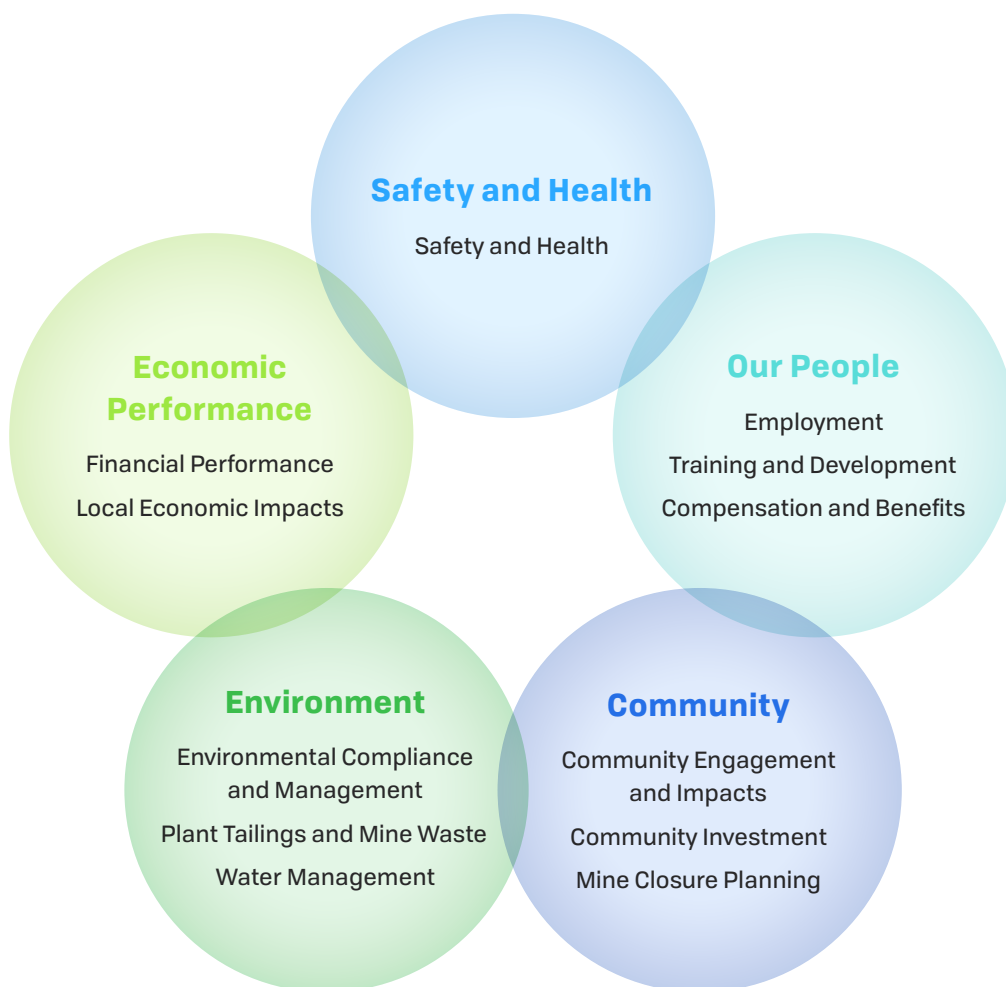 Safety and Health
Safety and Health
Economic
Performance
Financial Performance
Local Economic Impacts
Our People
Employment
Training and Development
Compensation and Benefits
Environment
Environmental Compliance
and Management
Plant Tailings and Mine Waste
Water Management
Community
Community Engagement
and Impacts
Community Investment
Mine Closure Planning